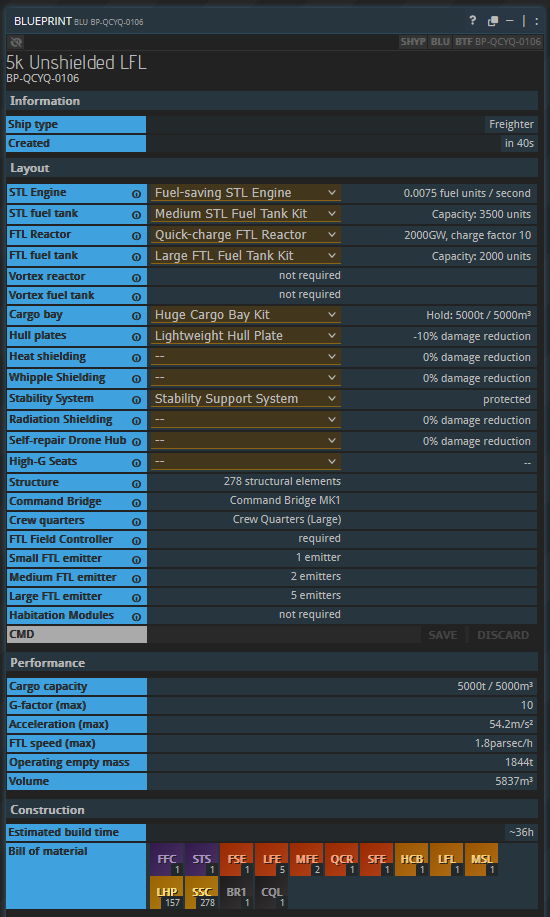 BLUEPRINT BLU BP-QCYQ-0106 ? – | :
SHYP BLU BTF BP-QCYQ-0106
5k Unshielded LFL
BP-QCYQ-0106
Information
Ship type Freighter
Created in 40s
Layout
STL Engine Fuel-saving STL Engine 0.0075 fuel units / second
STL fuel tank Medium STL Fuel Tank Kit Capacity: 3500 units
FTL Reactor Quick-charge FTL Reactor 2000GW, charge factor 10
FTL fuel tank Large FTL Fuel Tank Kit Capacity: 2000 units
Vortex reactor not required
Vortex fuel tank not required
Cargo bay Huge Cargo Bay Kit Hold: 5000t / 5000m³
Hull plates Lightweight Hull Plate -10% damage reduction
Heat shielding -- 0% damage reduction
Whipple Shielding -- 0% damage reduction
Stability System Stability Support System protected
Radiation Shielding -- 0% damage reduction
Self-repair Drone Hub -- 0% damage reduction
High-G Seats -- --
Structure 278 structural elements
Command Bridge Command Bridge MK1
Crew quarters Crew Quarters (Large)
FTL Field Controller required
Small FTL emitter 1 emitter
Medium FTL emitter 2 emitters
Large FTL emitter 5 emitters
Habitation Modules not required
CMD SAVE DISCARD
Performance
Cargo capacity 5000t / 5000m³
G-factor (max) 10
Acceleration (max) 54.2m/s²
FTL speed (max) 1.8parsec/h
Operating empty mass 1844t
Volume 5837m³
Construction
Estimated build time ~36h
Bill of material FFC 1 STS 1 FSE 1 LFE 5 MFE 2 QCR 1 SFE 1 HCB 1 LFL 1 MSL 1
LHP 157 SSC 278 BR1 1 CQL 1